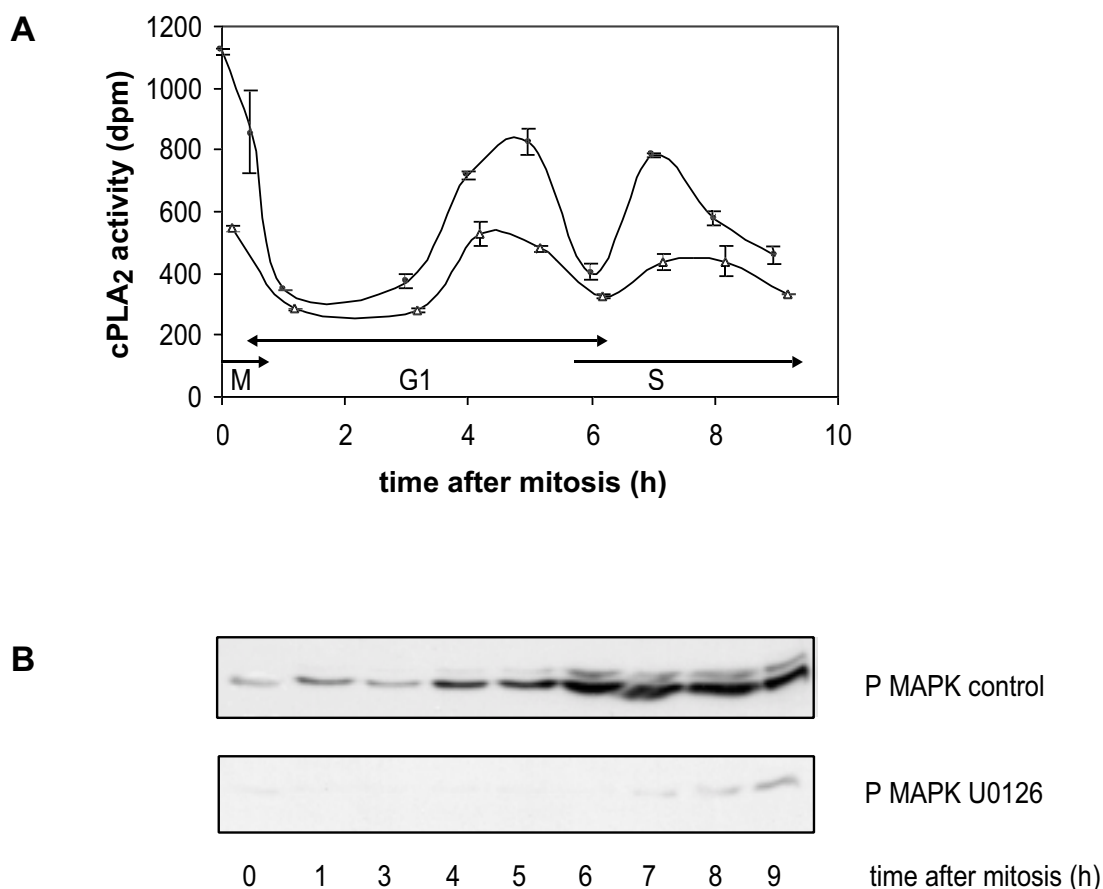 A
1200
1000
800
600
400
200
0
cPLA2 activity (dpm)
M G1 S
0 2 4 6 8 10
time after mitosis (h)
B
P MAPK control
P MAPK U0126
0 1 3 4 5 6 7 8 9 time after mitosis (h)